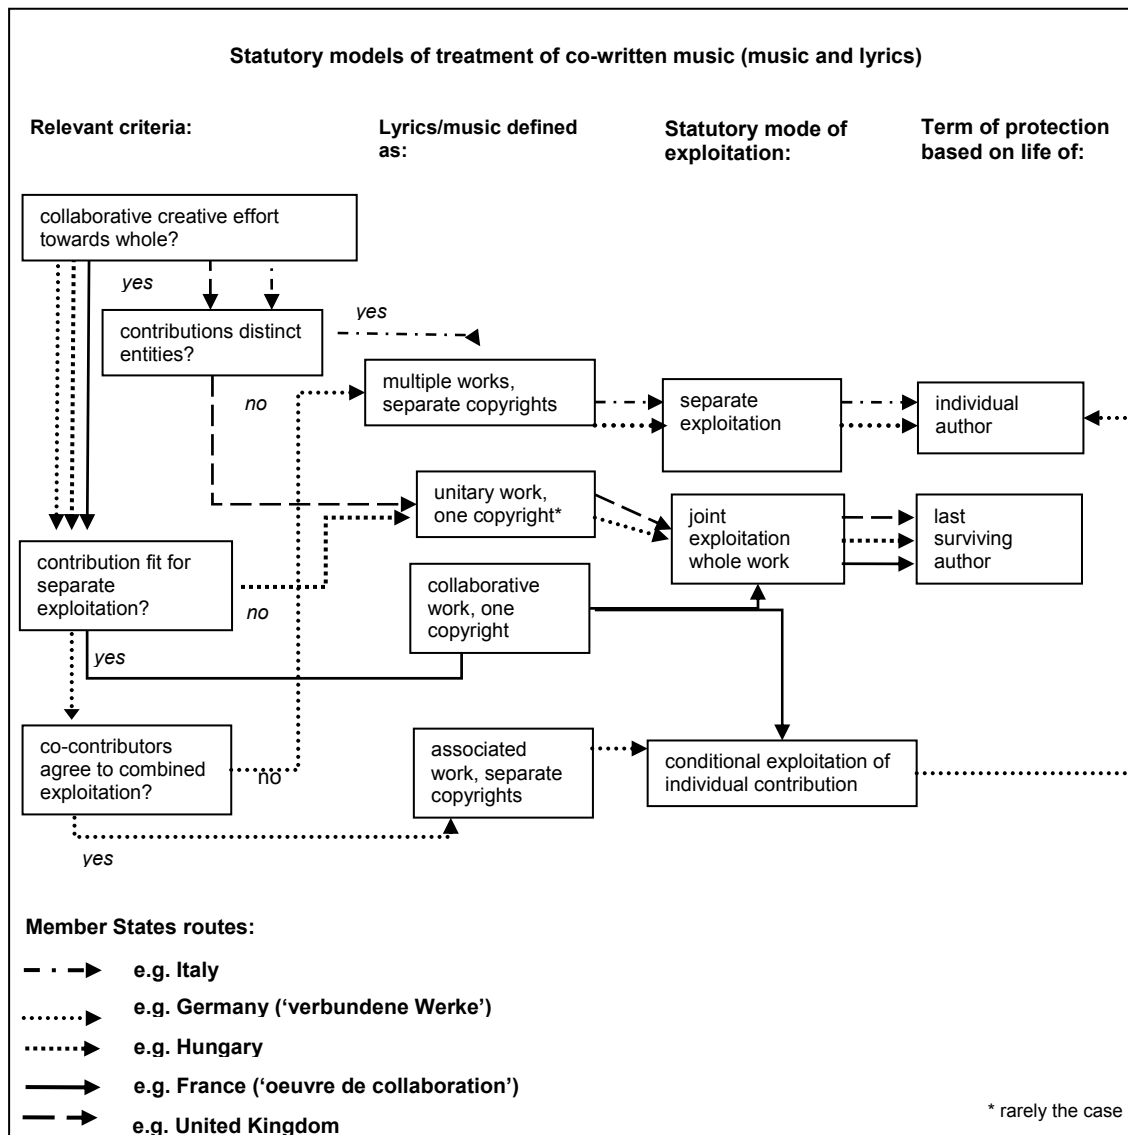 Statutory models of treatment of co-written music (music and lyrics)
Relevant criteria:
Lyrics/music defined
as:
Statutory mode of
exploitation:
Term of protection
based on life of:
collaborative creative effort
towards whole?
yes
contributions distinct
entities?
yes
no
multiple works,
separate copyrights
separate
exploitation
individual
author
unitary work,
one copyright*
joint
exploitation
whole work
last
surviving
author
contribution fit for
separate
exploitation?
no
yes
collaborative
work, one
copyright
co-contributors
agree to combined
exploitation?
no
yes
associated
work, separate
copyrights
conditional exploitation of
individual contribution
Member States routes:
e.g. Italy
e.g. Germany (‘verbundene Werke’)
e.g. Hungary
e.g. France (‘oeuvre de collaboration’)
e.g. United Kingdom
* rarely the case